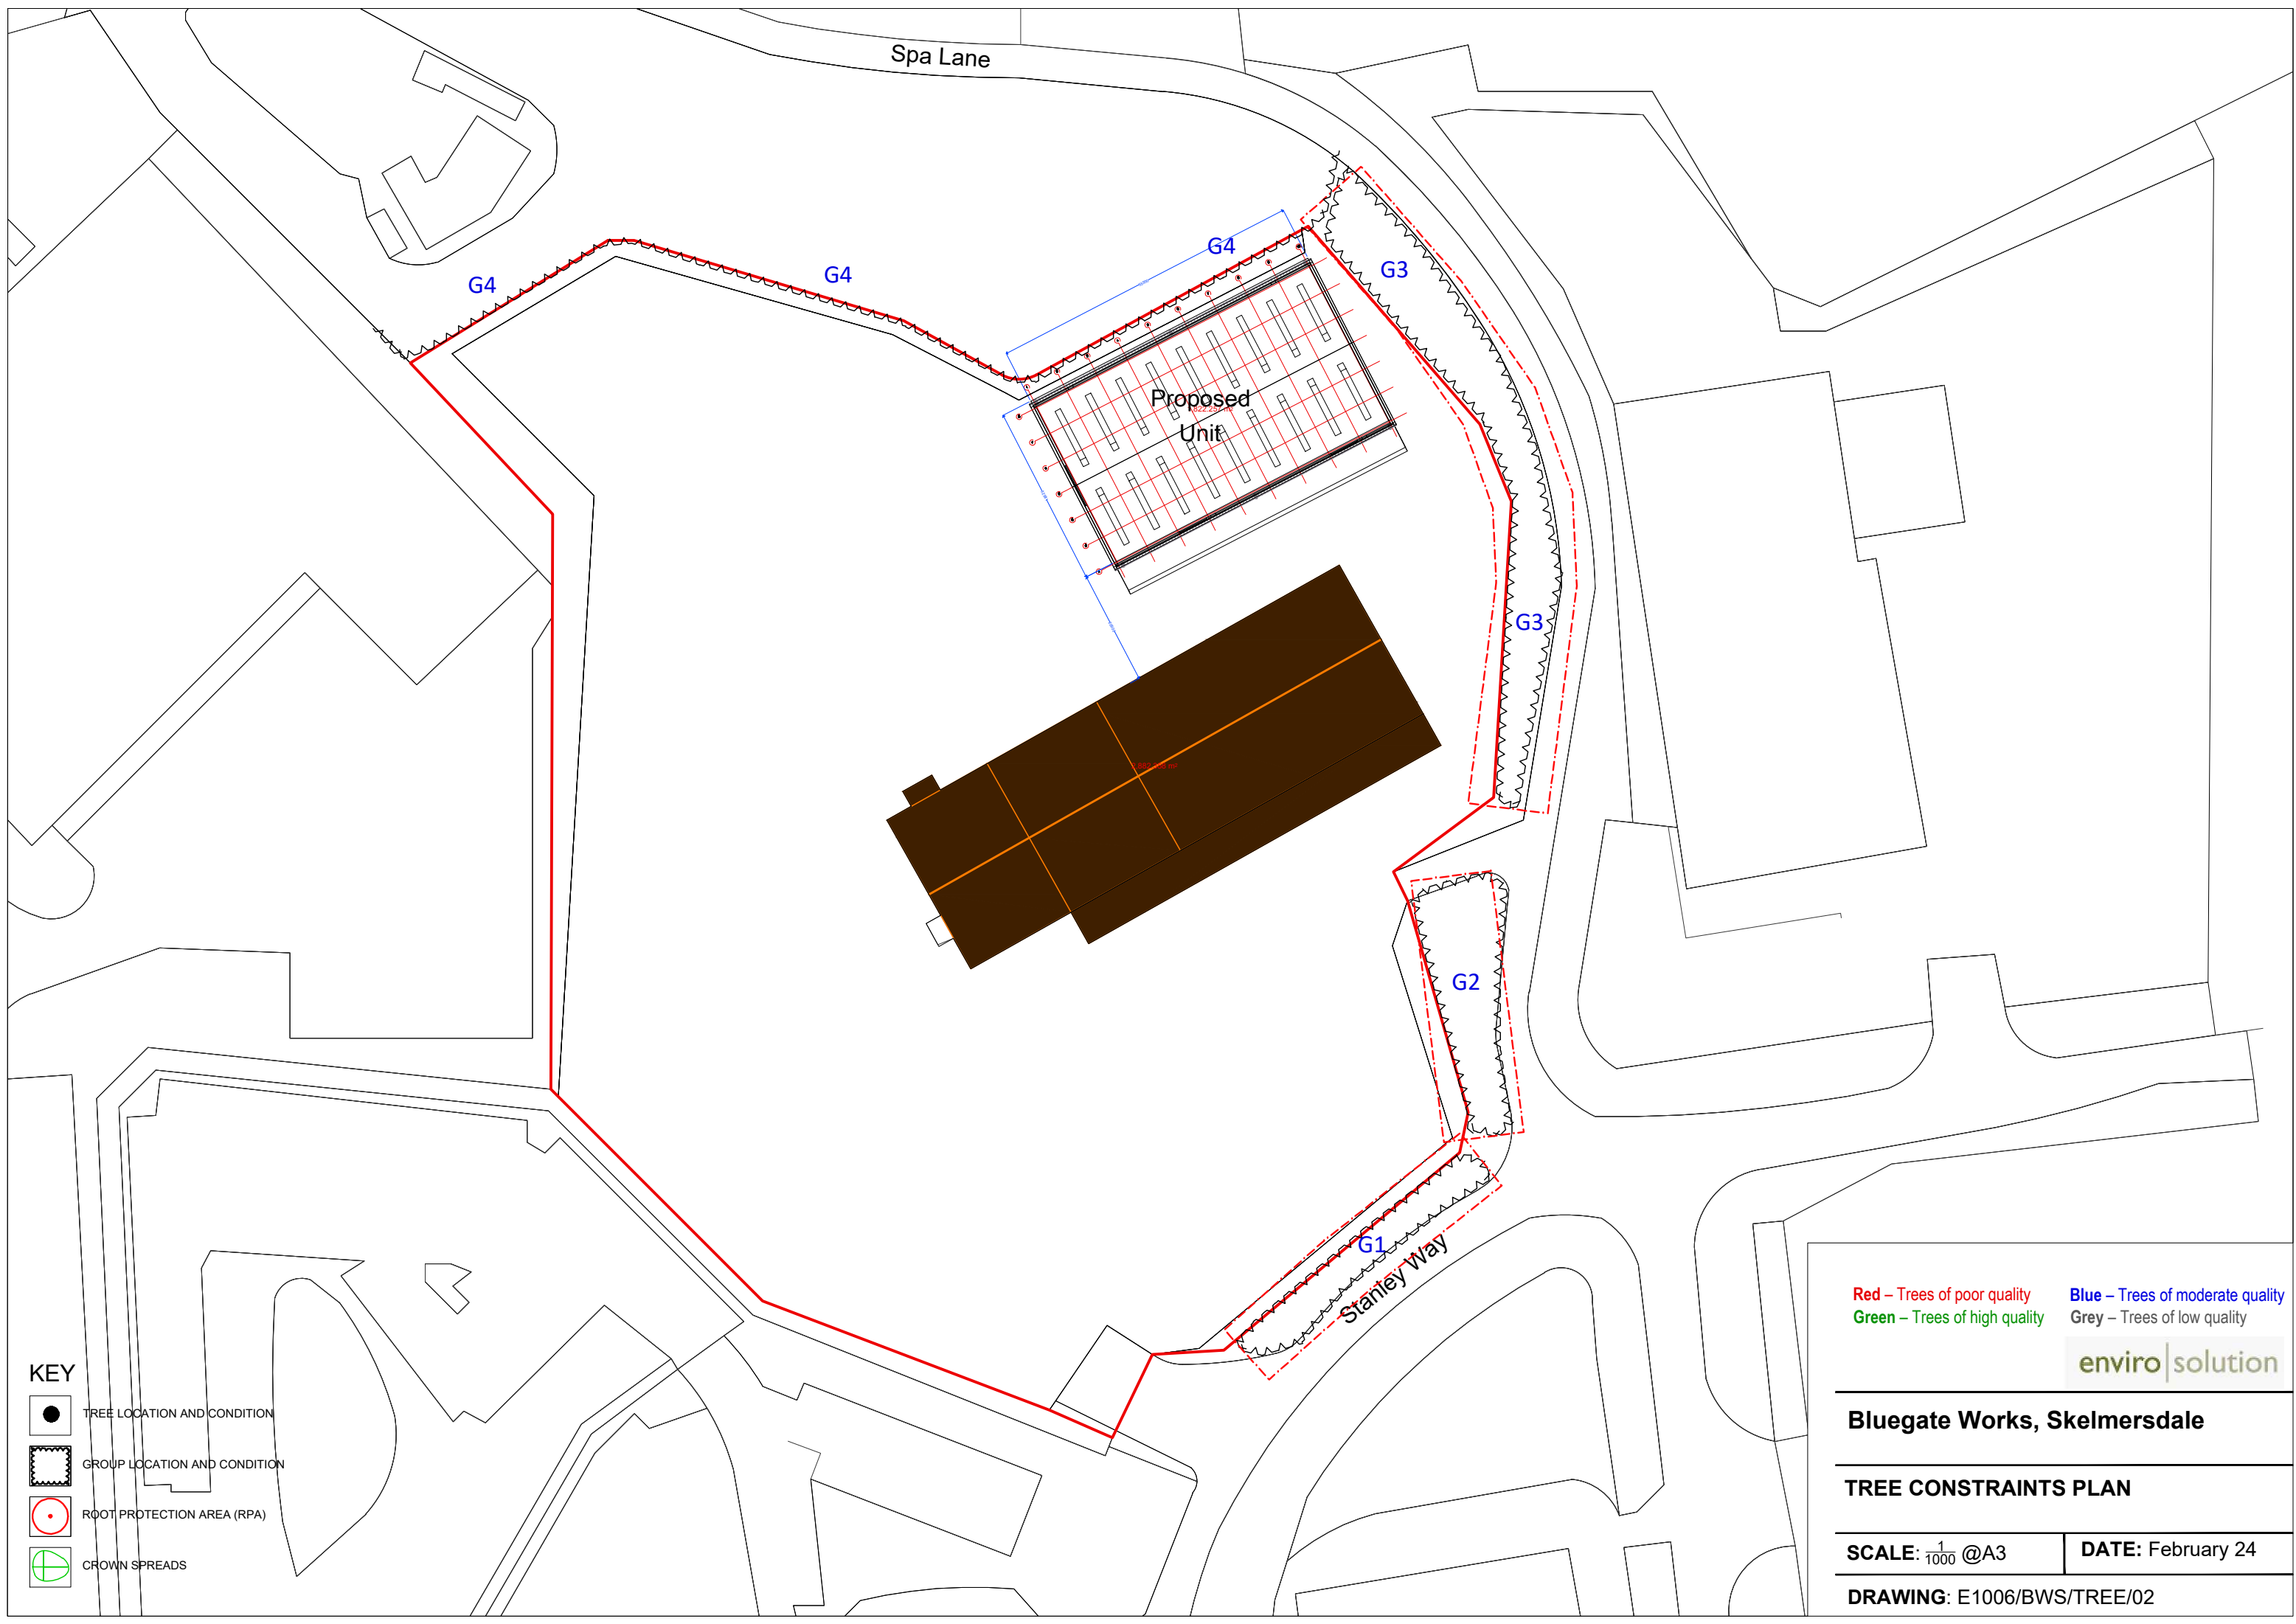 Spa Lane
G4
G4
G4
G3
Proposed
Unit
G3
G2
G1
Stanley Way
KEY
TREE LOCATION AND CONDITION
GROUP LOCATION AND CONDITION
ROOT PROTECTION AREA (RPA)
CROWN SPREADS
Red – Trees of poor quality
Blue – Trees of moderate quality
Green – Trees of high quality
Grey – Trees of low quality
enviro|solution
Bluegate Works, Skelmersdale
TREE CONSTRAINTS PLAN
SCALE: 1/1000 @A3
DATE: February 24
DRAWING: E1006/BWS/TREE/02